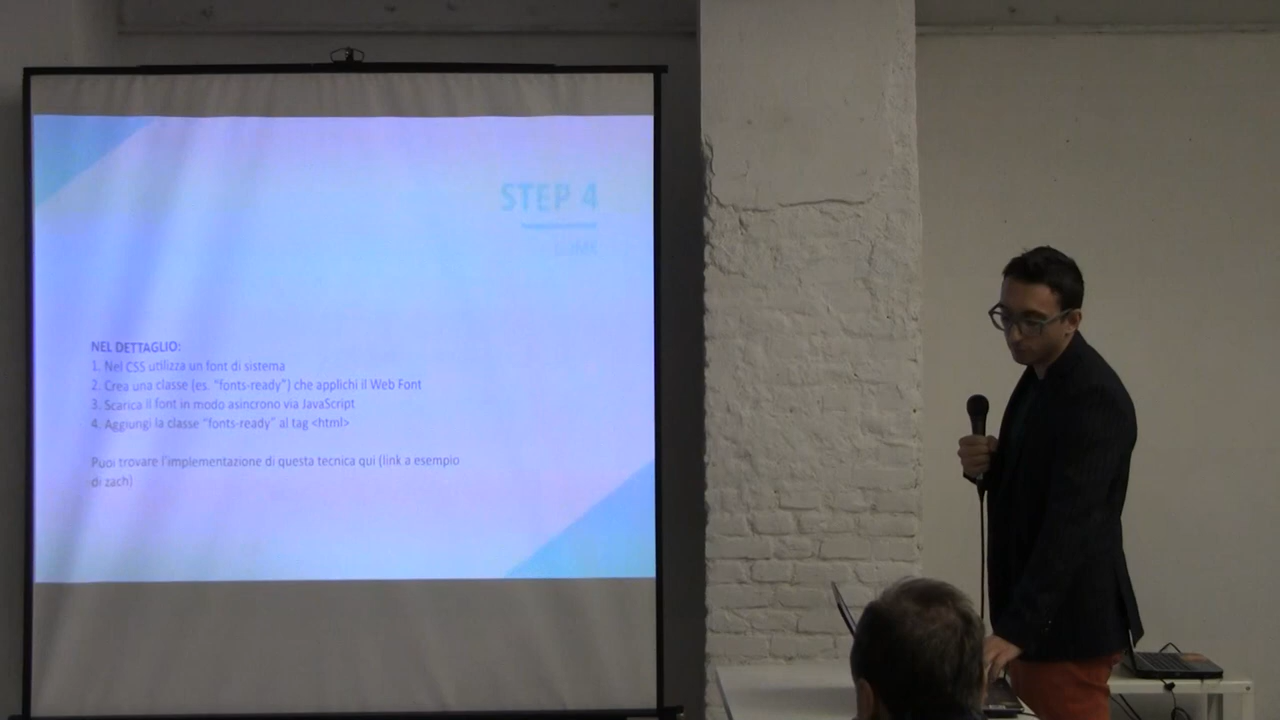 STEP 4
NEL DETTAGLIO:
1. Nel CSS utilizza un font di sistema
2. Crea una classe (es. "fonts-ready") che applichi il Web Font
3. Scarica il font in modo asincrono via JavaScript
4. Aggiungi la classe "fonts-ready" al tag <html>
Puoi trovare l'implementazione di questa tecnica qui (link a esempio
di zach)